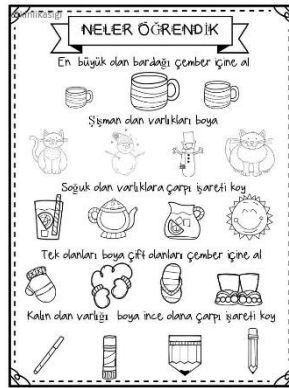 NELER ÖĞRENDİK
En büyük olan bardağı çember içine al
Şişman olan varlıkları boya
Soğuk olan varlıklara çarpı işareti koy
Tek olanları boya çift olanları çember içine al
Kalın olan varlığı boya ince olana çarpı işareti koy